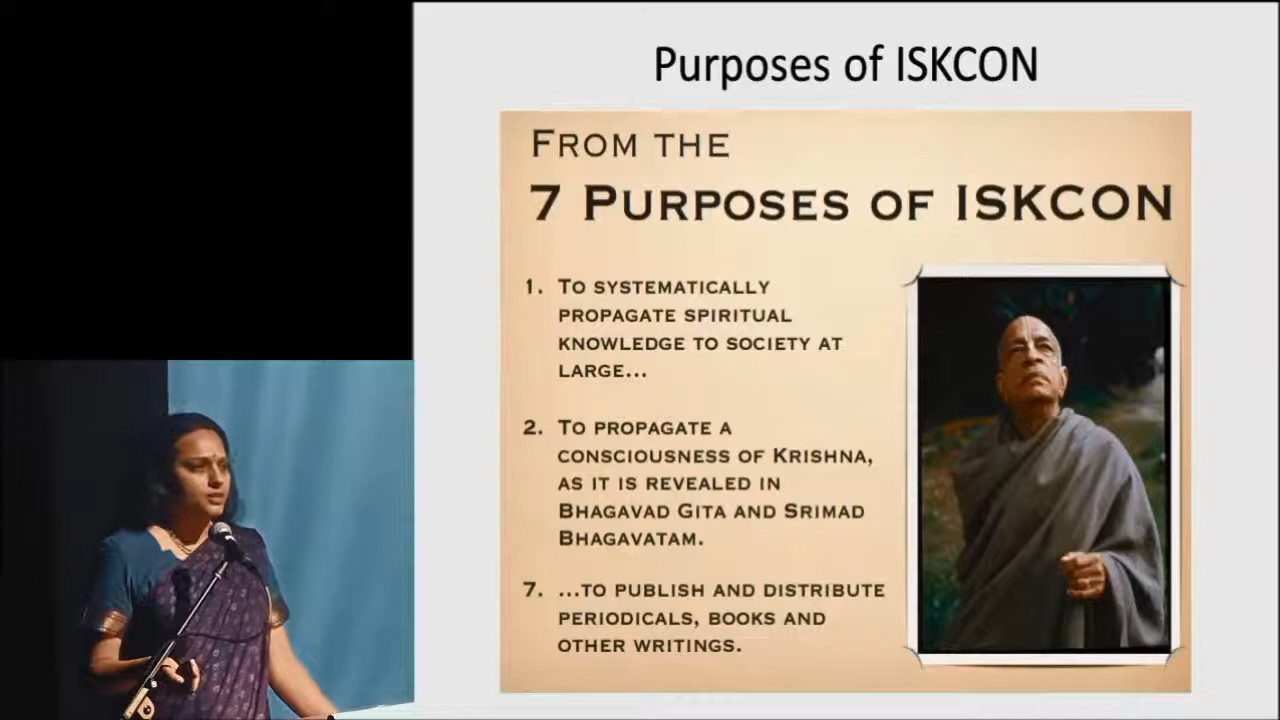 Purposes of ISKCON
FROM THE
7 PURPOSES OF ISKCON
1. TO SYSTEMATICALLY
PROPAGATE SPIRITUAL
KNOWLEDGE TO SOCIETY AT
LARGE...
2. TO PROPAGATE A
CONSCIOUSNESS OF KRISHNA,
AS IT IS REVEALED IN
BHAGAVAD GITA AND SRIMAD
BHAGAVATAM.
7. ...TO PUBLISH AND DISTRIBUTE
PERIODICALS, BOOKS AND
OTHER WRITINGS.